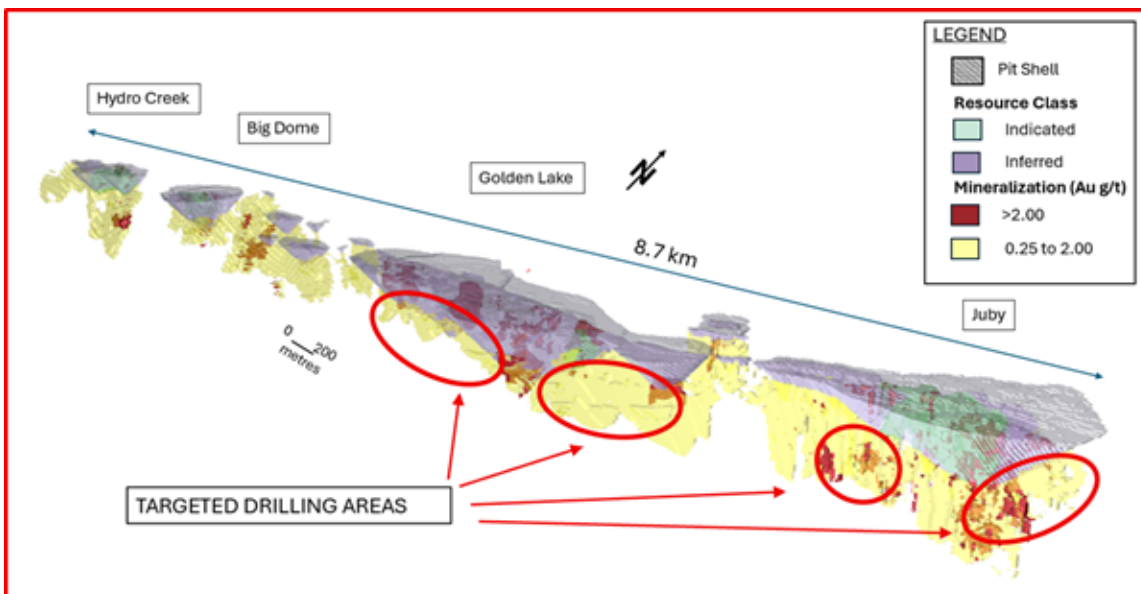 LEGEND
Pit Shell
Resource Class
Indicated
Inferred
Mineralization (Au g/t)
>2.00
0.25 to 2.00
Hydro Creek
Big Dome
Golden Lake
N
8.7 km
Juby
0 200
metres
TARGETED DRILLING AREAS